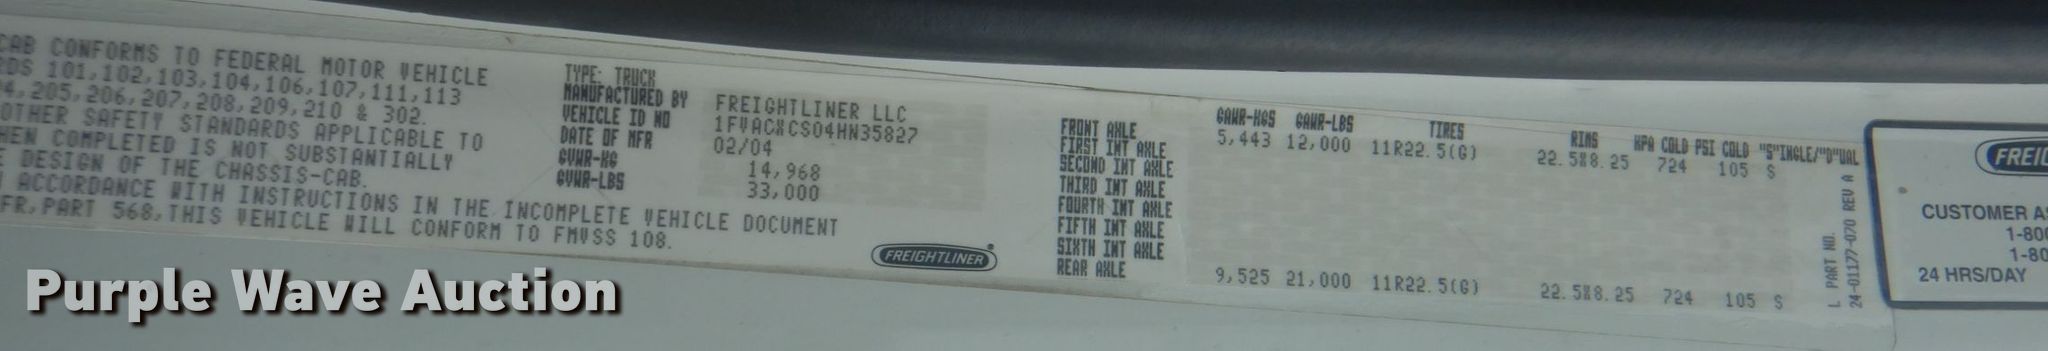 CAB CONFORMS TO FEDERAL MOTOR VEHICLE
RDS 101,102,103,104,106,107,111,113
4,205,206,207,208,209,210 & 302.
OTHER SAFETY STANDARDS APPLICABLE TO
HEN COMPLETED IS NOT SUBSTANTIALLY
E DESIGN OF THE CHASSIS-CAB.
ACCORDANCE WITH INSTRUCTIONS IN THE INCOMPLETE VEHICLE DOCUMENT
FR,PART 568,THIS VEHICLE WILL CONFORM TO FMVSS 108.
TYPE: TRUCK
MANUFACTURED BY FREIGHTLINER LLC
VEHICLE ID NO 1FVACXCS04HN35827
DATE OF MFR 02/04
GVWR-KG 14,968
GVWR-LBS 33,000
FREIGHTLINER
GAWR-KGS GAWR-LBS TIRES RIMS KPA COLD PSI COLD "S"INGLE/"D"UAL
FRONT AXLE 5,443 12,000 11R22.5(G) 22.5X8.25 724 105 S
FIRST INT AXLE
SECOND INT AXLE
THIRD INT AXLE
FOURTH INT AXLE
FIFTH INT AXLE
SIXTH INT AXLE
REAR AXLE 9,525 21,000 11R22.5(G) 22.5X8.25 724 105 S
L PART NO.
24-01177-070 REV A
FREI
CUSTOMER AS
1-800
1-80
24 HRS/DAY
Purple Wave Auction